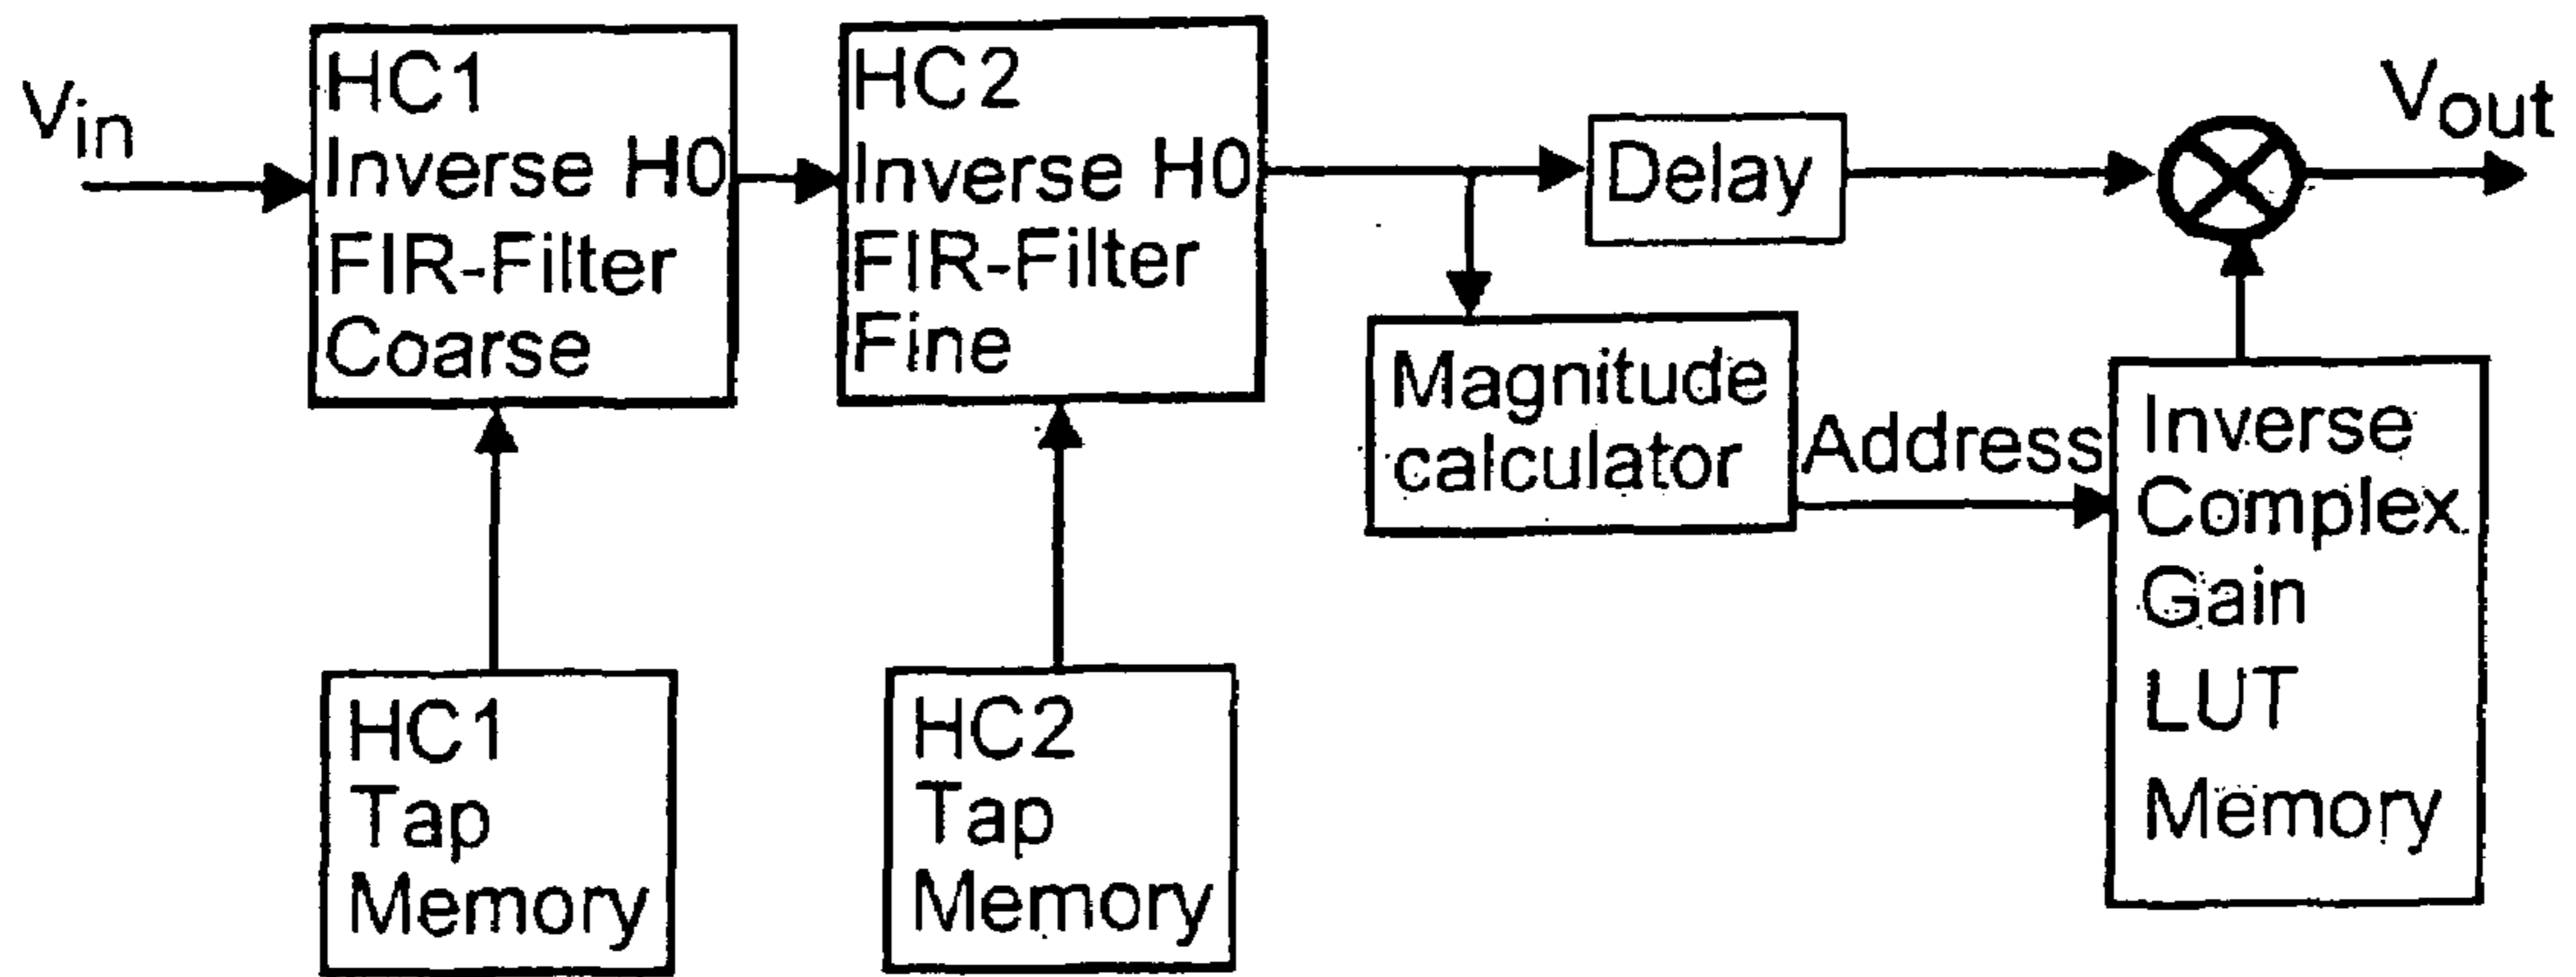 Vin
HC1
Inverse H0
FIR-Filter
Coarse
HC2
Inverse H0
FIR-Filter
Fine
Delay
Vout
Magnitude
calculator
Address
Inverse
Complex
Gain
LUT
Memory
HC1
Tap
Memory
HC2
Tap
Memory